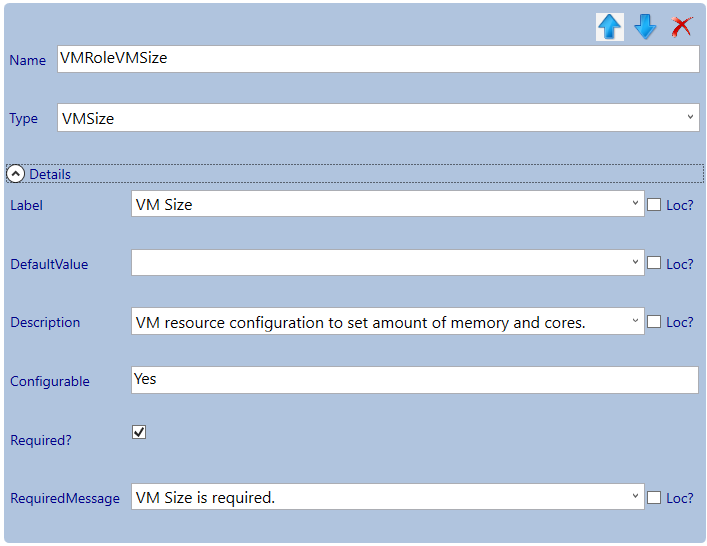 Name VMRoleVMSize
Type VMSize
Details
Label VM Size Loc?
DefaultValue Loc?
Description VM resource configuration to set amount of memory and cores. Loc?
Configurable Yes
Required?
RequiredMessage VM Size is required. Loc?